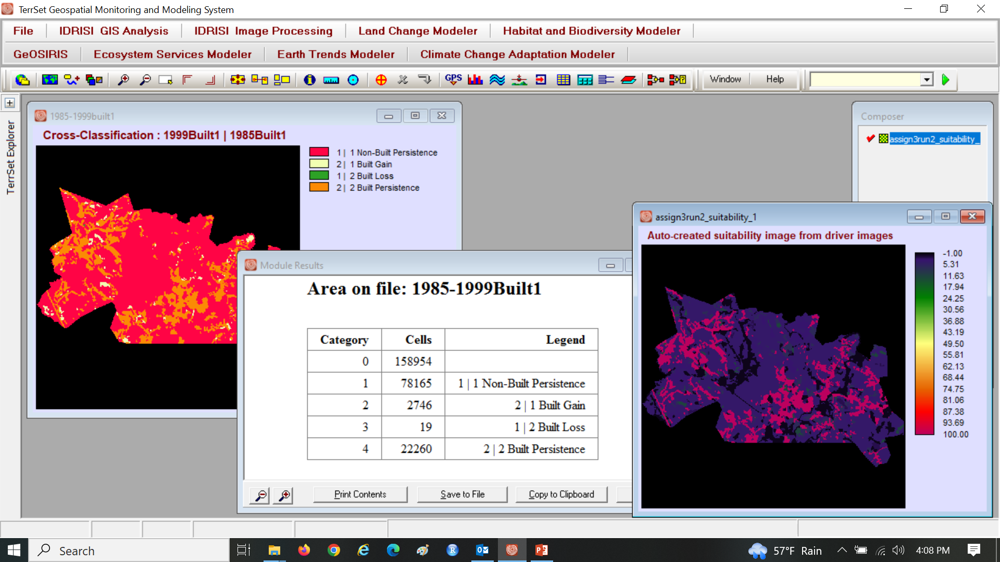 TerrSet Geospatial Monitoring and Modeling System
File
IDRISI GIS Analysis
IDRISI Image Processing
Land Change Modeler
Habitat and Biodiversity Modeler
GeOSIRIS
Ecosystem Services Modeler
Earth Trends Modeler
Climate Change Adaptation Modeler
GPS
Window
Help
TerrSet Explorer
1985-1999built1
Cross-Classification : 1999Built1 | 1985Built1
1 | 1 Non-Built Persistence
2 | 1 Built Gain
1 | 2 Built Loss
2 | 2 Built Persistence
Composer
assign3run2_suitability_
Module Results
Area on file: 1985-1999Built1
Category Cells Legend
0 158954
1 78165 1 | 1 Non-Built Persistence
2 2746 2 | 1 Built Gain
3 19 1 | 2 Built Loss
4 22260 2 | 2 Built Persistence
Print Contents
Save to File
Copy to Clipboard
assign3run2_suitability_1
Auto-created suitability image from driver images
-1.00
5.31
11.63
17.94
24.25
30.56
36.88
43.19
49.50
55.81
62.13
68.44
74.75
81.06
87.38
93.69
100.00
Search
57°F Rain
4:08 PM